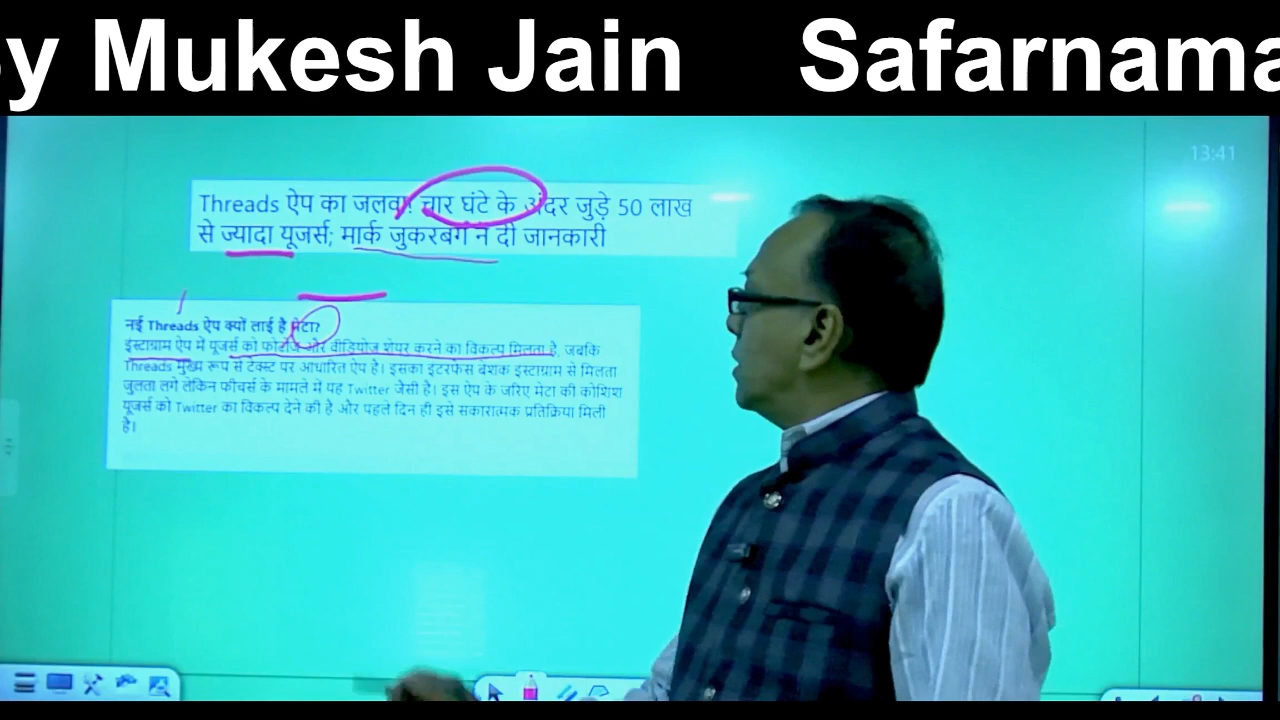 By Mukesh Jain Safarnama
13:41
Threads ऐप का जलवा! चार घंटे के अंदर जुड़े 50 लाख
से ज्यादा यूजर्स; मार्क जुकरबर्ग ने दी जानकारी
नई Threads ऐप क्यों लाई है मेटा?
इंस्टाग्राम ऐप में यूजर्स को फोटोज और वीडियोज शेयर करने का विकल्प मिलता है, जबकि
Threads मुख्य रूप से टेक्स्ट पर आधारित ऐप है। इसका इंटरफेस बेशक इंस्टाग्राम से मिलता
जुलता लगे लेकिन फीचर्स के मामले में यह Twitter जैसी है। इस ऐप के जरिए मेटा की कोशिश
यूजर्स को Twitter का विकल्प देने की है और पहले दिन ही इसे सकारात्मक प्रतिक्रिया मिली
है।